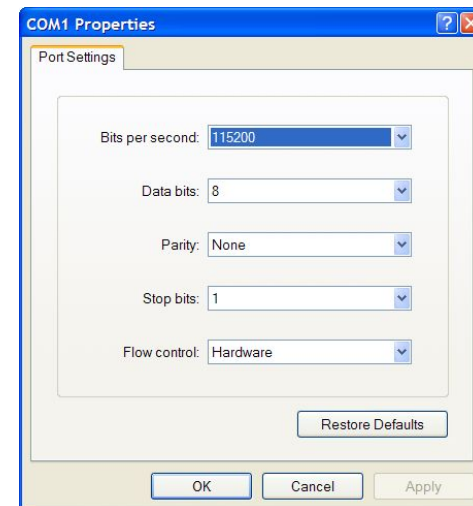 COM1 Properties
Port Settings
Bits per second: 115200
Data bits: 8
Parity: None
Stop bits: 1
Flow control: Hardware
Restore Defaults
OK Cancel Apply